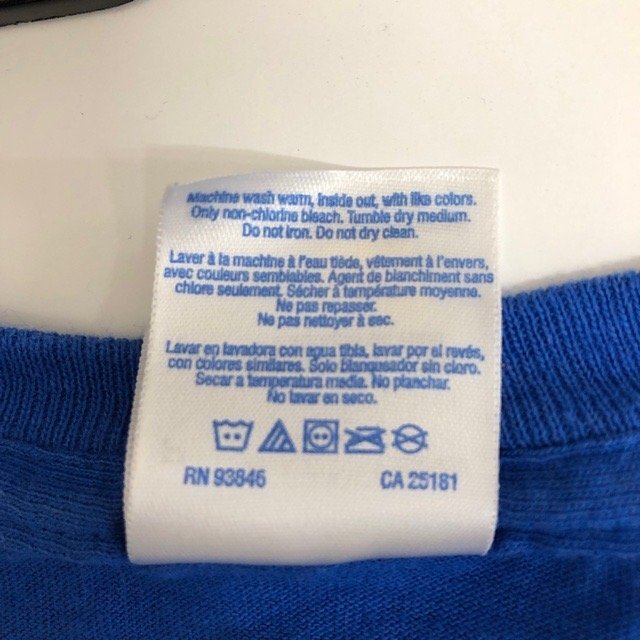 Machine wash warm, inside out, with like colors.
Only non-chlorine bleach. Tumble dry medium.
Do not iron. Do not dry clean.
Laver à la machine à l'eau tiède, vêtement à l'envers,
avec couleurs semblables. Agent de blanchiment sans
chlore seulement. Sécher à température moyenne.
Ne pas repasser.
Ne pas nettoyer à sec.
Lavar en lavadora con agua tibia, lavar por el revés,
con colores similares. Solo blanqueador sin cloro.
Secar a temperatura media. No planchar.
No lavar en seco.
RN 93846 CA 25181